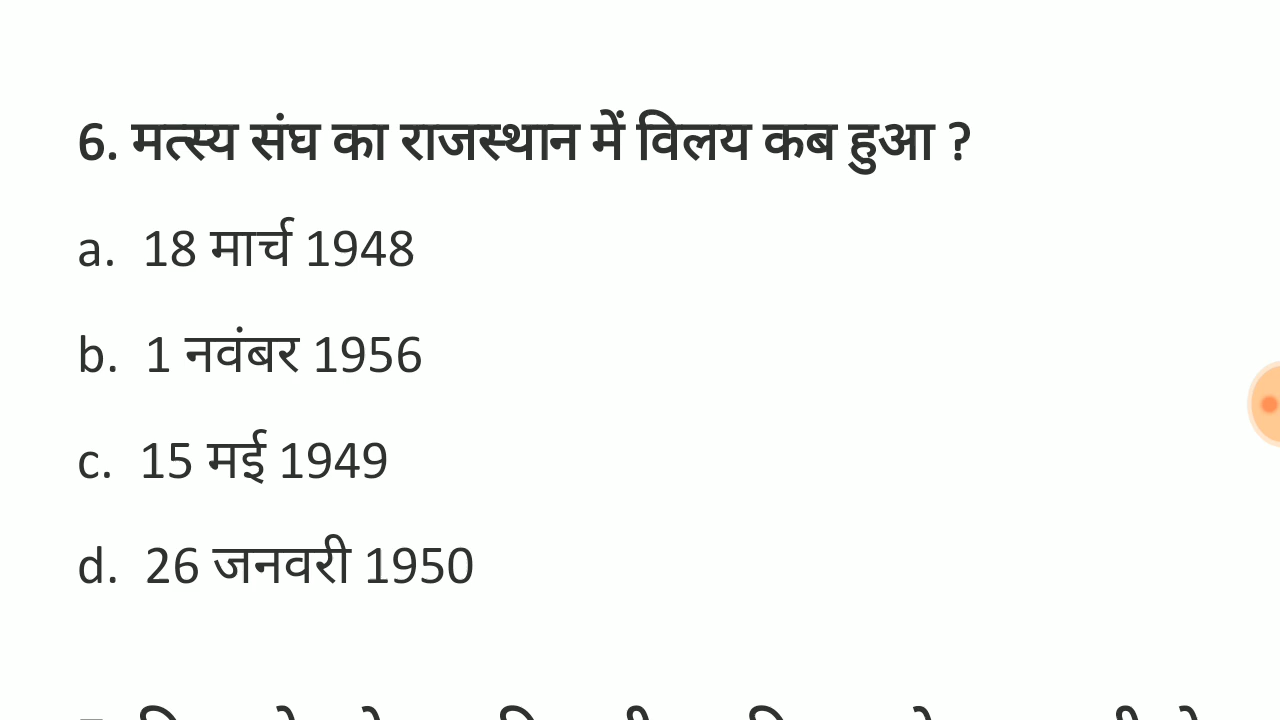 6. मत्स्य संघ का राजस्थान में विलय कब हुआ ?
a. 18 मार्च 1948
b. 1 नवंबर 1956
c. 15 मई 1949
d. 26 जनवरी 1950